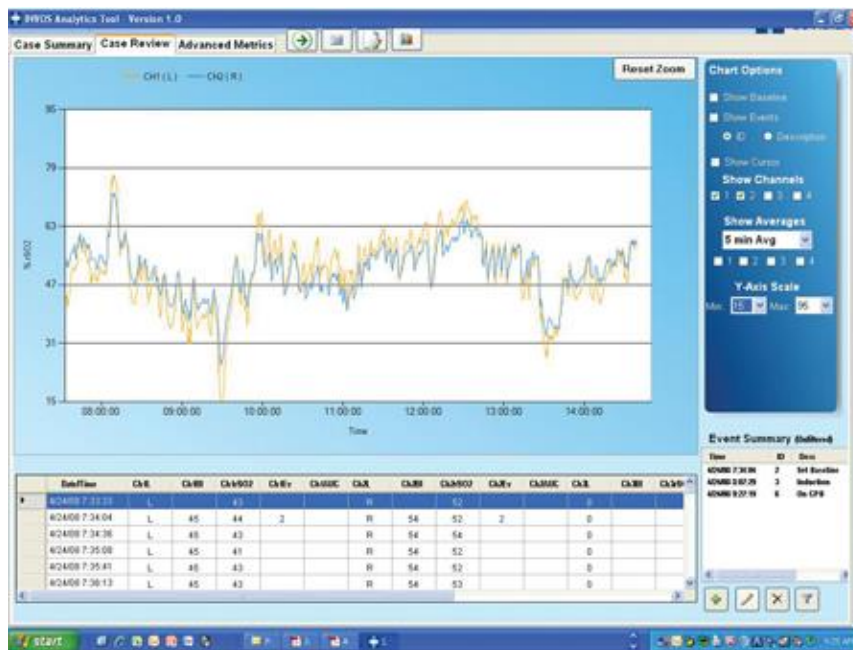 INVOS Analytics Tool - Version 1.0
Case Summary Case Review Advanced Metrics
CH1 ( L ) CH2 ( R )
Reset Zoom
Chart Options
Show Baseline
Show Events
ID Description
Show Cursor
Show Channels
1 2 3 4
Show Averages
5 min Avg
1 2 3 4
Y-Axis Scale
Min: 15 Max: 95
95
79
63
47
31
15
% rSO2
08:00:00 09:00:00 10:00:00 11:00:00 12:00:00 13:00:00 14:00:00
Time
Event Summary
Time ID Desc
2 Set Baseline
3 Induction
6 On CPB
Date/Time
4/24/08 7:33:33 L 43 R 52 0
4/24/08 7:34:04 L 45 44 2 R 54 52 2 0
4/24/08 7:34:36 L 45 43 R 54 54 0
4/24/08 7:35:08 L 45 41 R 54 52 0
4/24/08 7:35:41 L 45 43 R 54 52 0
4/24/08 7:36:13 L 45 43 R 54 53 0
start